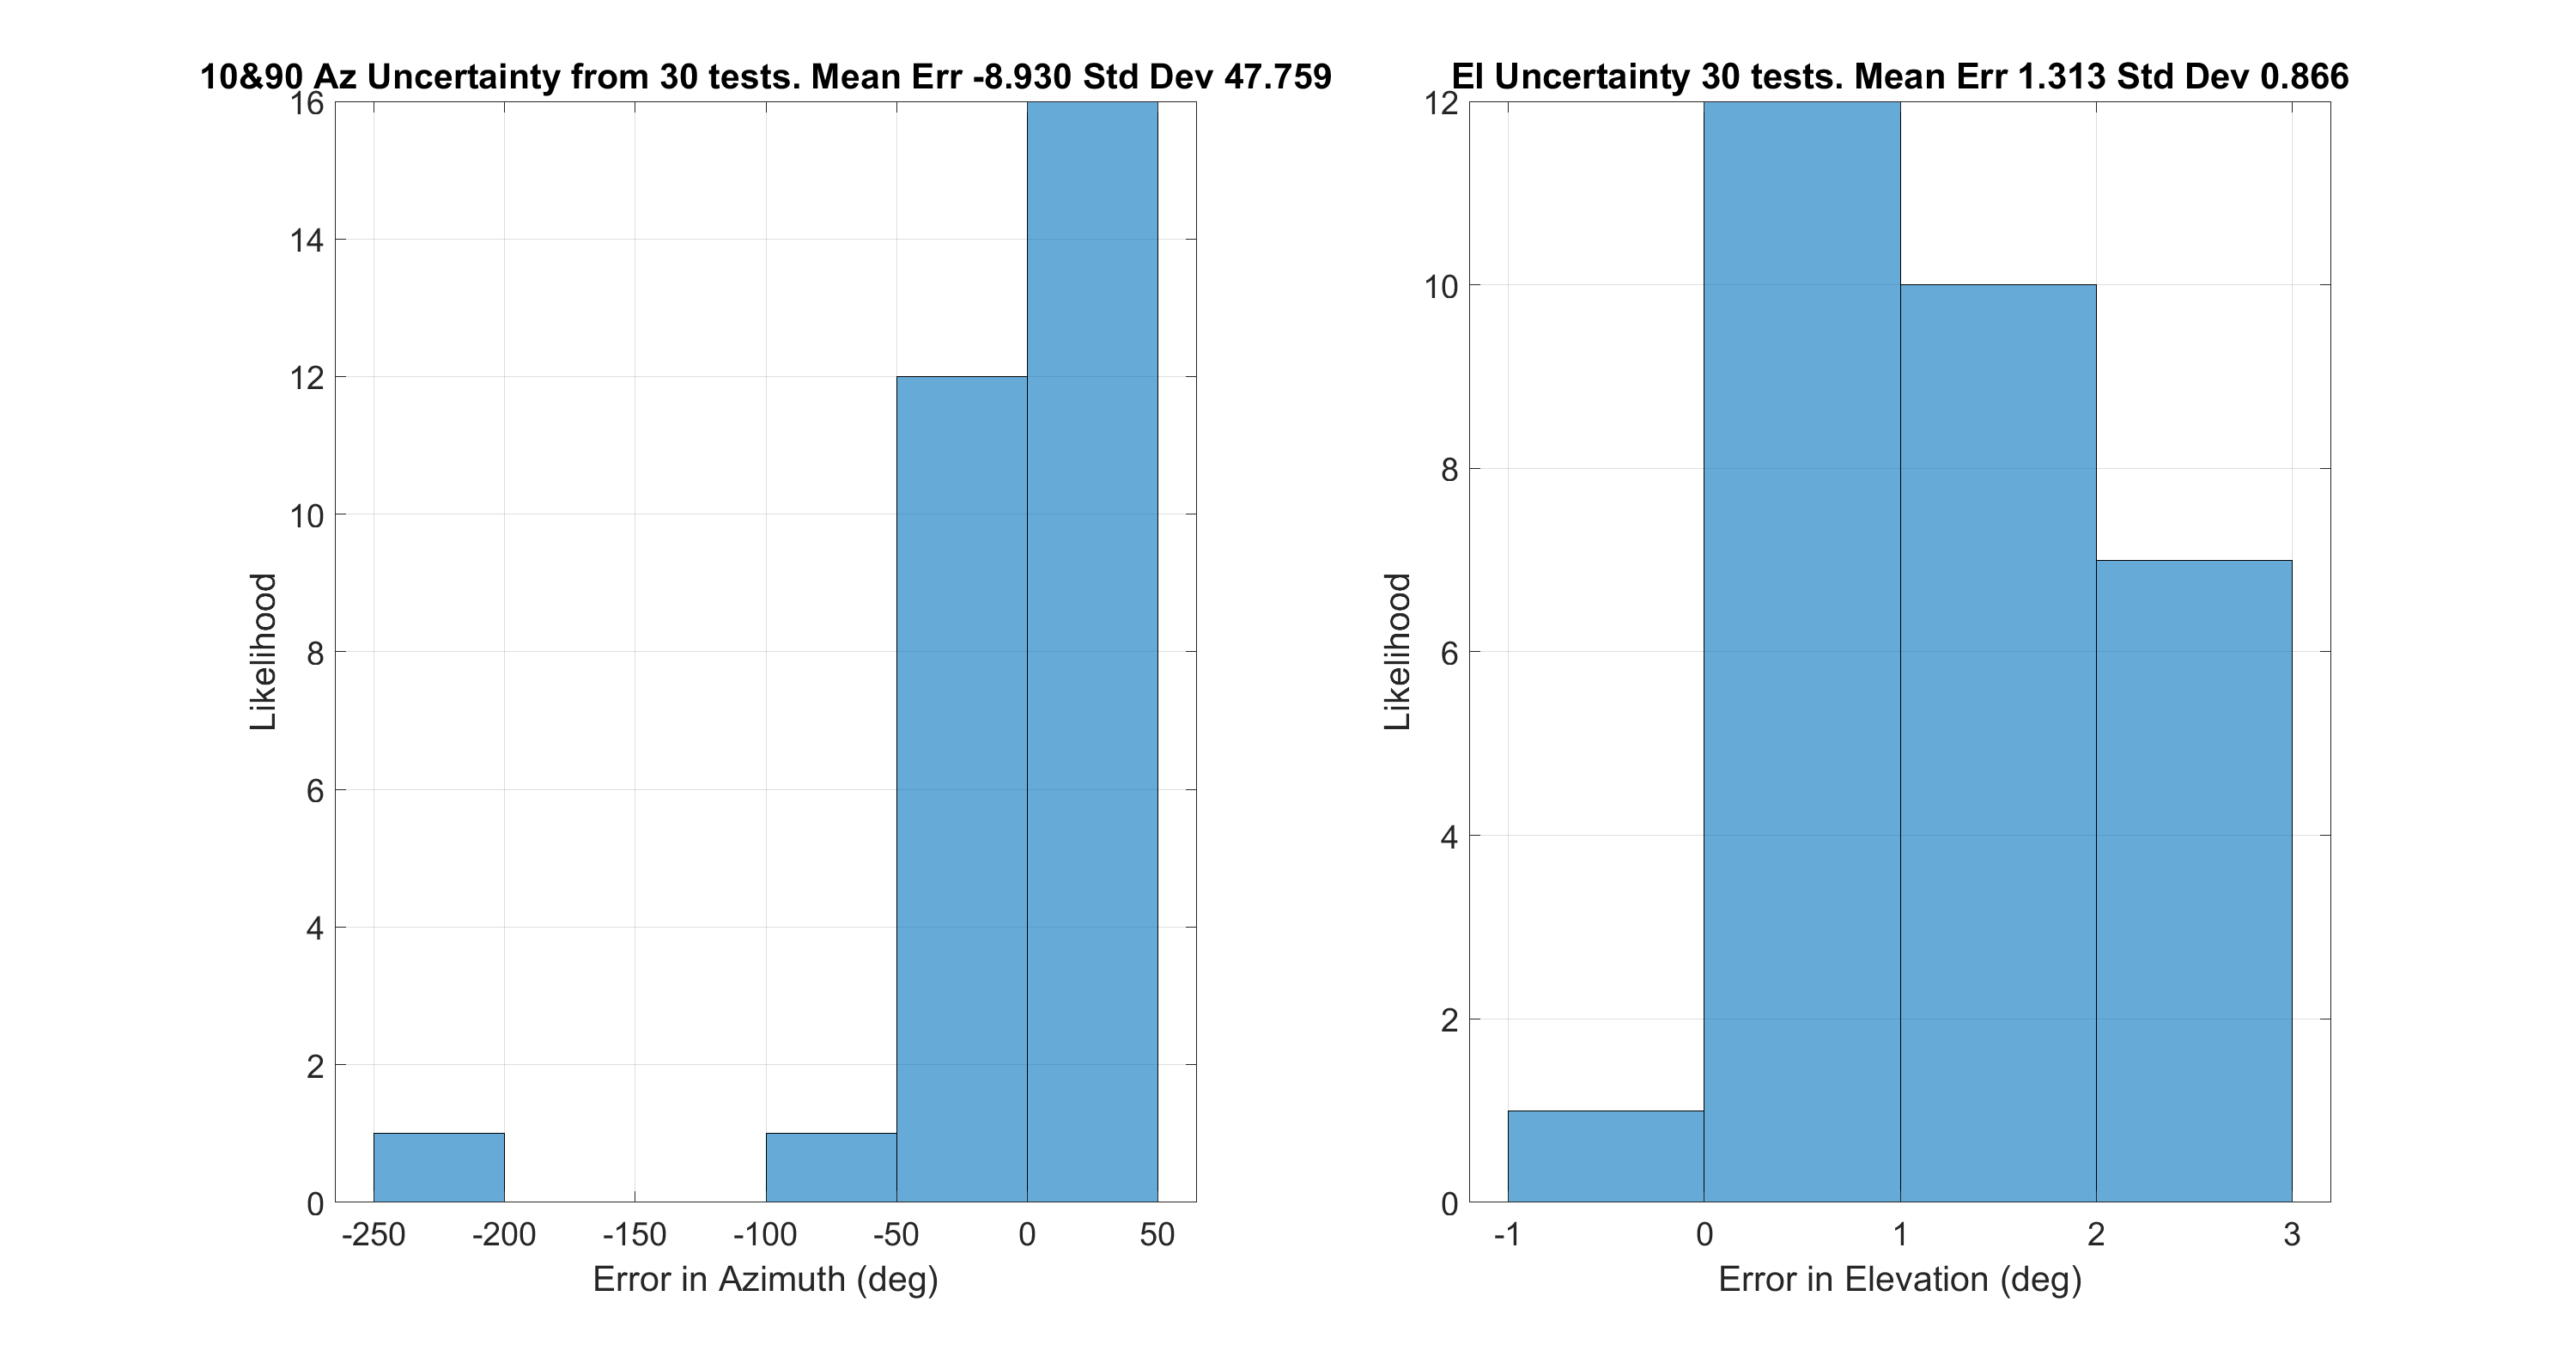 10&90 Az Uncertainty from 30 tests. Mean Err -8.930 Std Dev 47.759
16
14
12
10
8
6
4
2
0
Likelihood
-250 -200 -150 -100 -50 0 50
Error in Azimuth (deg)
El Uncertainty 30 tests. Mean Err 1.313 Std Dev 0.866
12
10
8
6
4
2
0
Likelihood
-1 0 1 2 3
Error in Elevation (deg)